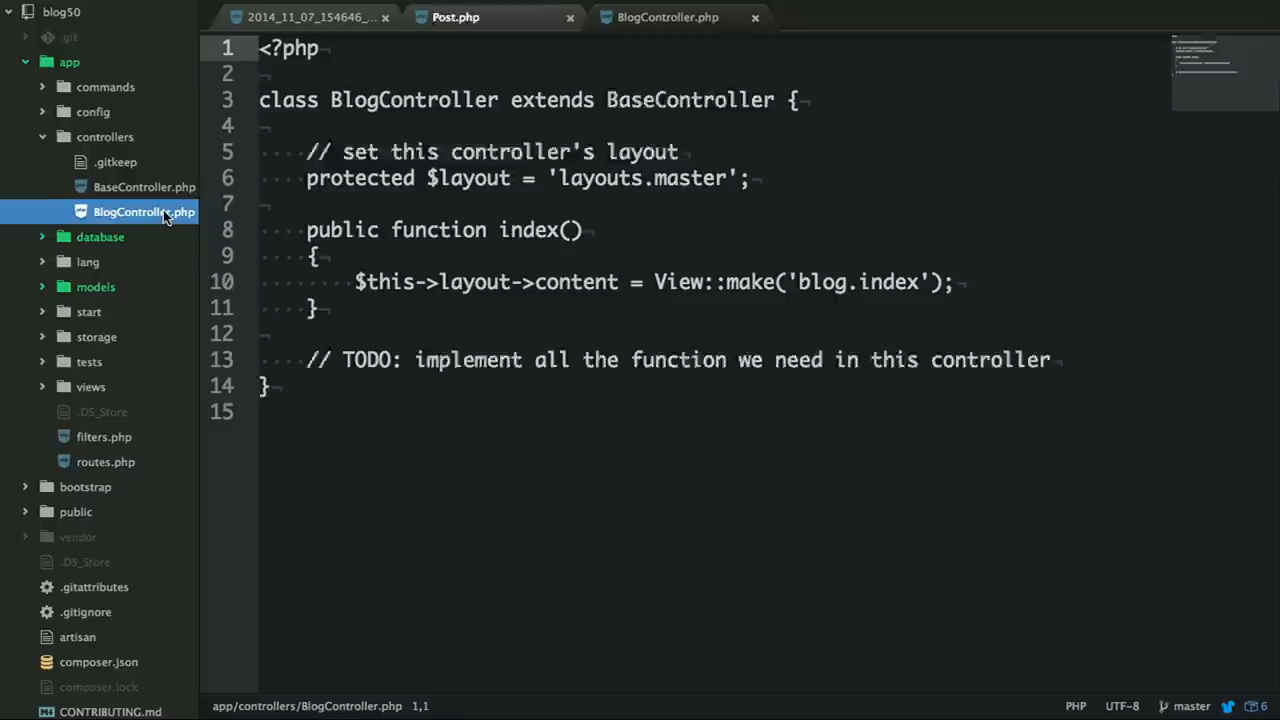 blog50
.git
app
commands
config
controllers
.gitkeep
BaseController.php
BlogController.php
database
lang
models
start
storage
tests
views
.DS_Store
filters.php
routes.php
bootstrap
public
vendor
.DS_Store
.gitattributes
.gitignore
artisan
composer.json
composer.lock
CONTRIBUTING.md
2014_11_07_154646_...
Post.php
BlogController.php
1 <?php
2
3 class BlogController extends BaseController {
4
5 // set this controller's layout
6 protected $layout = 'layouts.master';
7
8 public function index()
9 {
10 $this->layout->content = View::make('blog.index');
11 }
12
13 // TODO: implement all the function we need in this controller
14 }
15
app/controllers/BlogController.php 1,1 PHP UTF-8 master 6